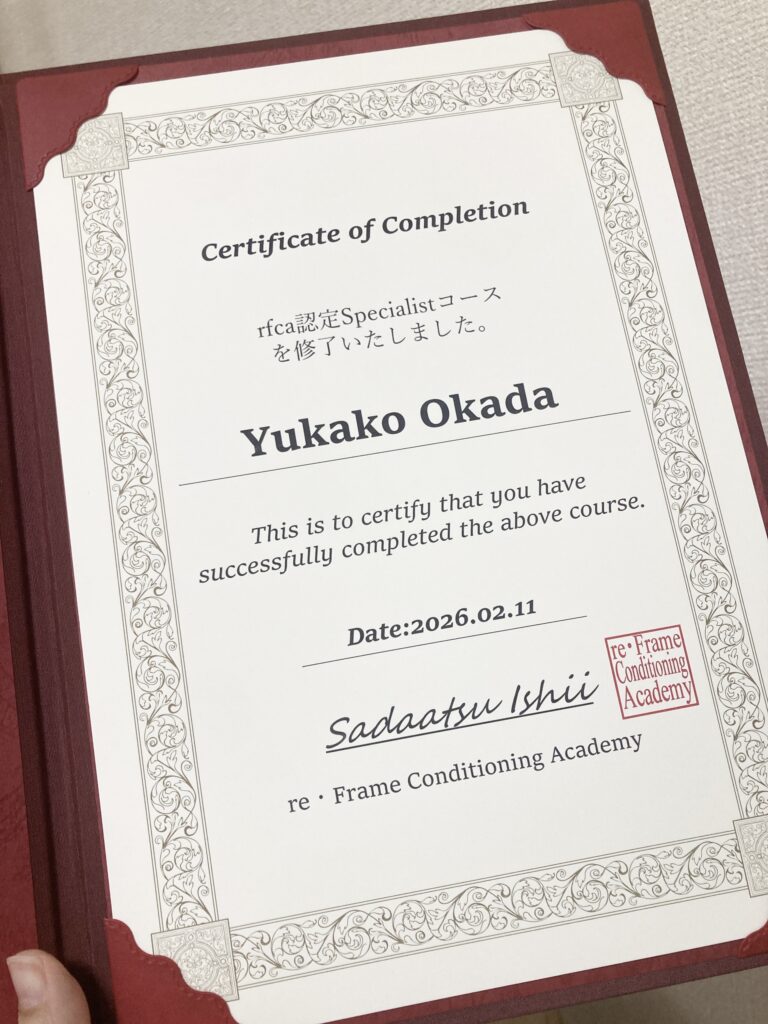 Certificate of Completion
rfca認定Specialistコース
を修了いたしました。
Yukako Okada
This is to certify that you have
successfully completed the above course.
Date:2026.02.11
Sadaatsu Ishii
re・Frame
Conditioning
Academy
re・Frame Conditioning Academy